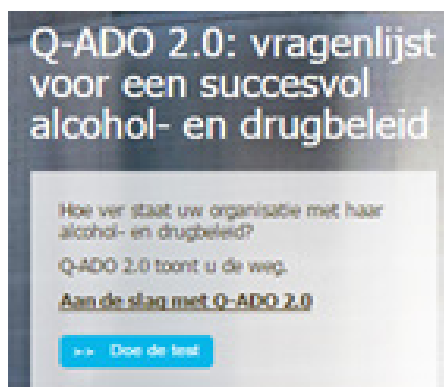 Q-ADO 2.0: vragenlijst
voor een succesvol
alcohol- en drugbeleid
Hoe ver staat uw organisatie met haar
alcohol- en drugbeleid?
Q-ADO 2.0 toont u de weg.
Aan de slag met Q-ADO 2.0
>> Doe de test